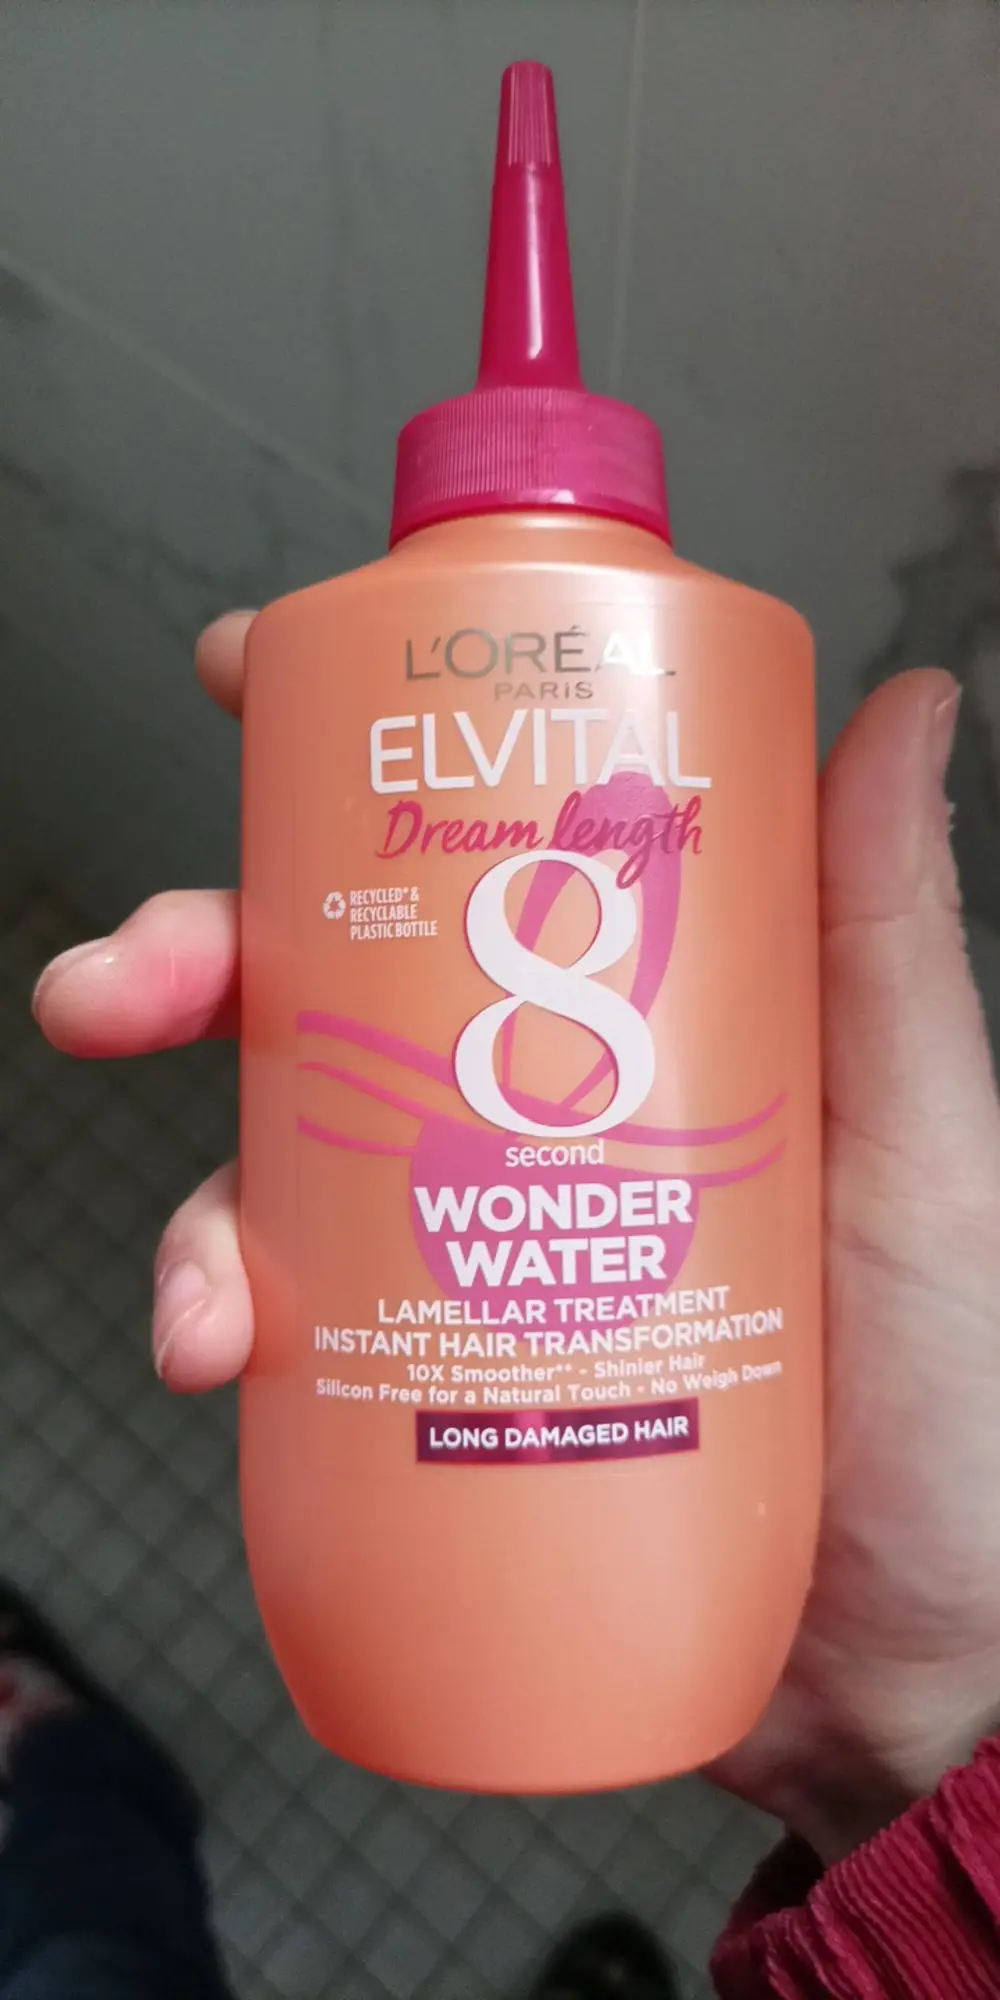 L'ORÉAL
PARIS
ELVITAL
Dream length
RECYCLED* &
RECYCLABLE
PLASTIC BOTTLE
8
second
WONDER
WATER
LAMELLAR TREATMENT
INSTANT HAIR TRANSFORMATION
10X Smoother** - Shinier Hair
Silicon Free for a Natural Touch - No Weigh Down
LONG DAMAGED HAIR